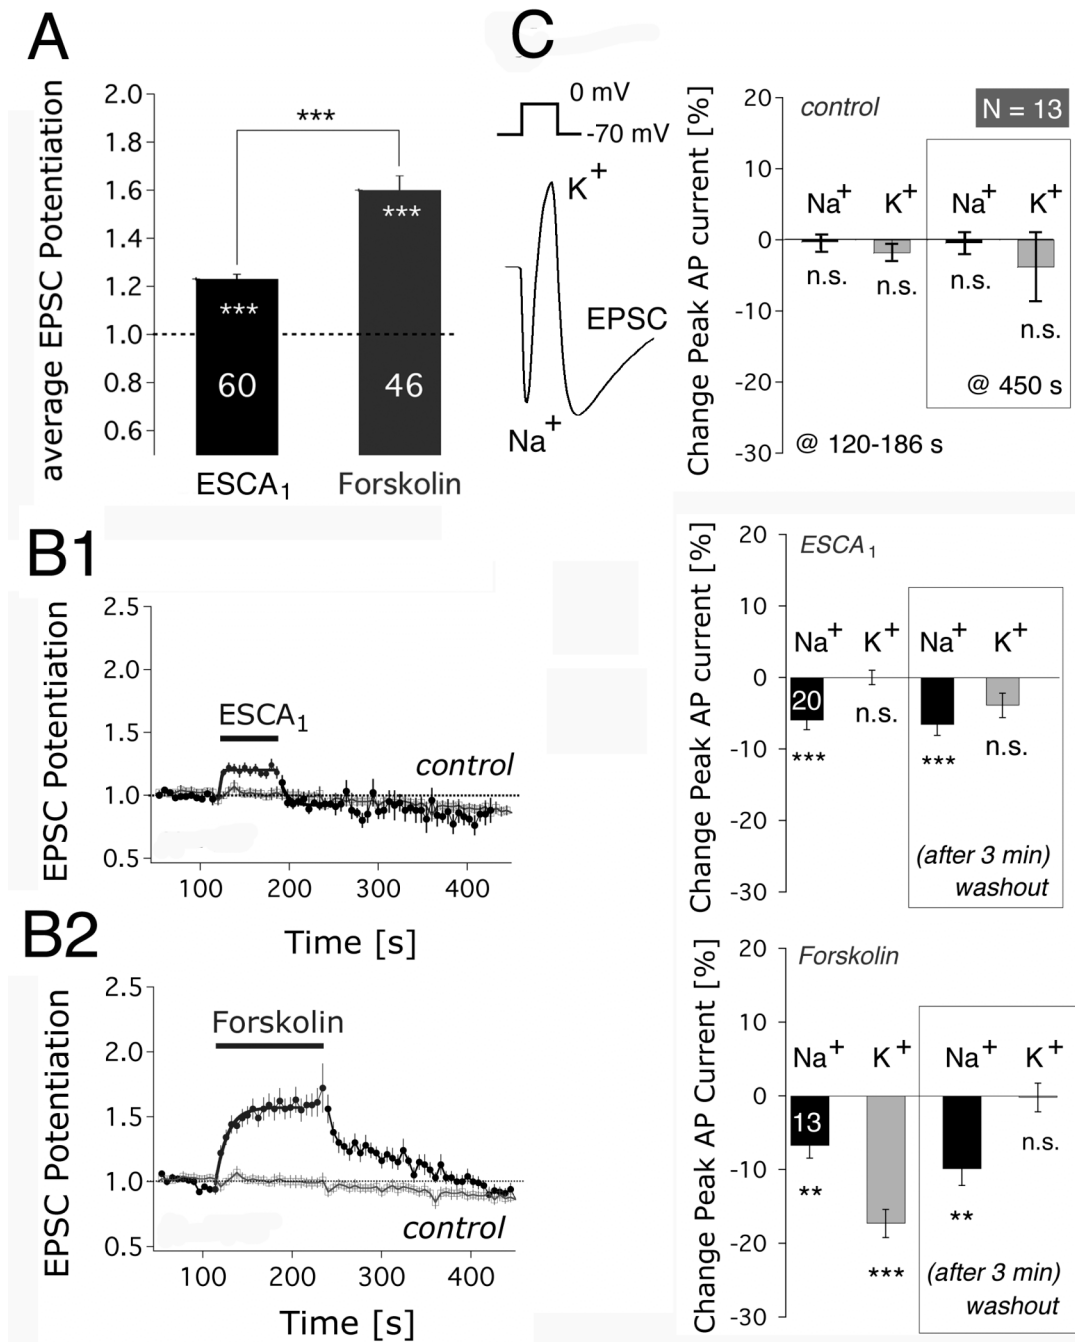 A
average EPSC Potentiation
2.0
1.8
1.6
1.4
1.2
1.0
0.8
0.6
***
***
***
60
46
ESCA1
Forskolin
B1
EPSC Potentiation
2.5
2.0
1.5
1.0
0.5
ESCA1
control
100 200 300 400
Time [s]
B2
EPSC Potentiation
2.5
2.0
1.5
1.0
0.5
Forskolin
control
100 200 300 400
Time [s]
C
0 mV
-70 mV
K+
EPSC
Na+
Change Peak AP current [%]
20
10
0
-10
-20
-30
control
N = 13
Na+ K+ Na+ K+
n.s. n.s. n.s. n.s.
@ 450 s
@ 120-186 s
Change Peak AP current [%]
20
10
0
-10
-20
-30
ESCA1
Na+ K+ Na+ K+
20
*** n.s. *** n.s.
(after 3 min)
washout
Change Peak AP Current [%]
20
10
0
-10
-20
-30
Forskolin
Na+ K+ Na+ K+
13
** *** ** n.s.
(after 3 min)
washout